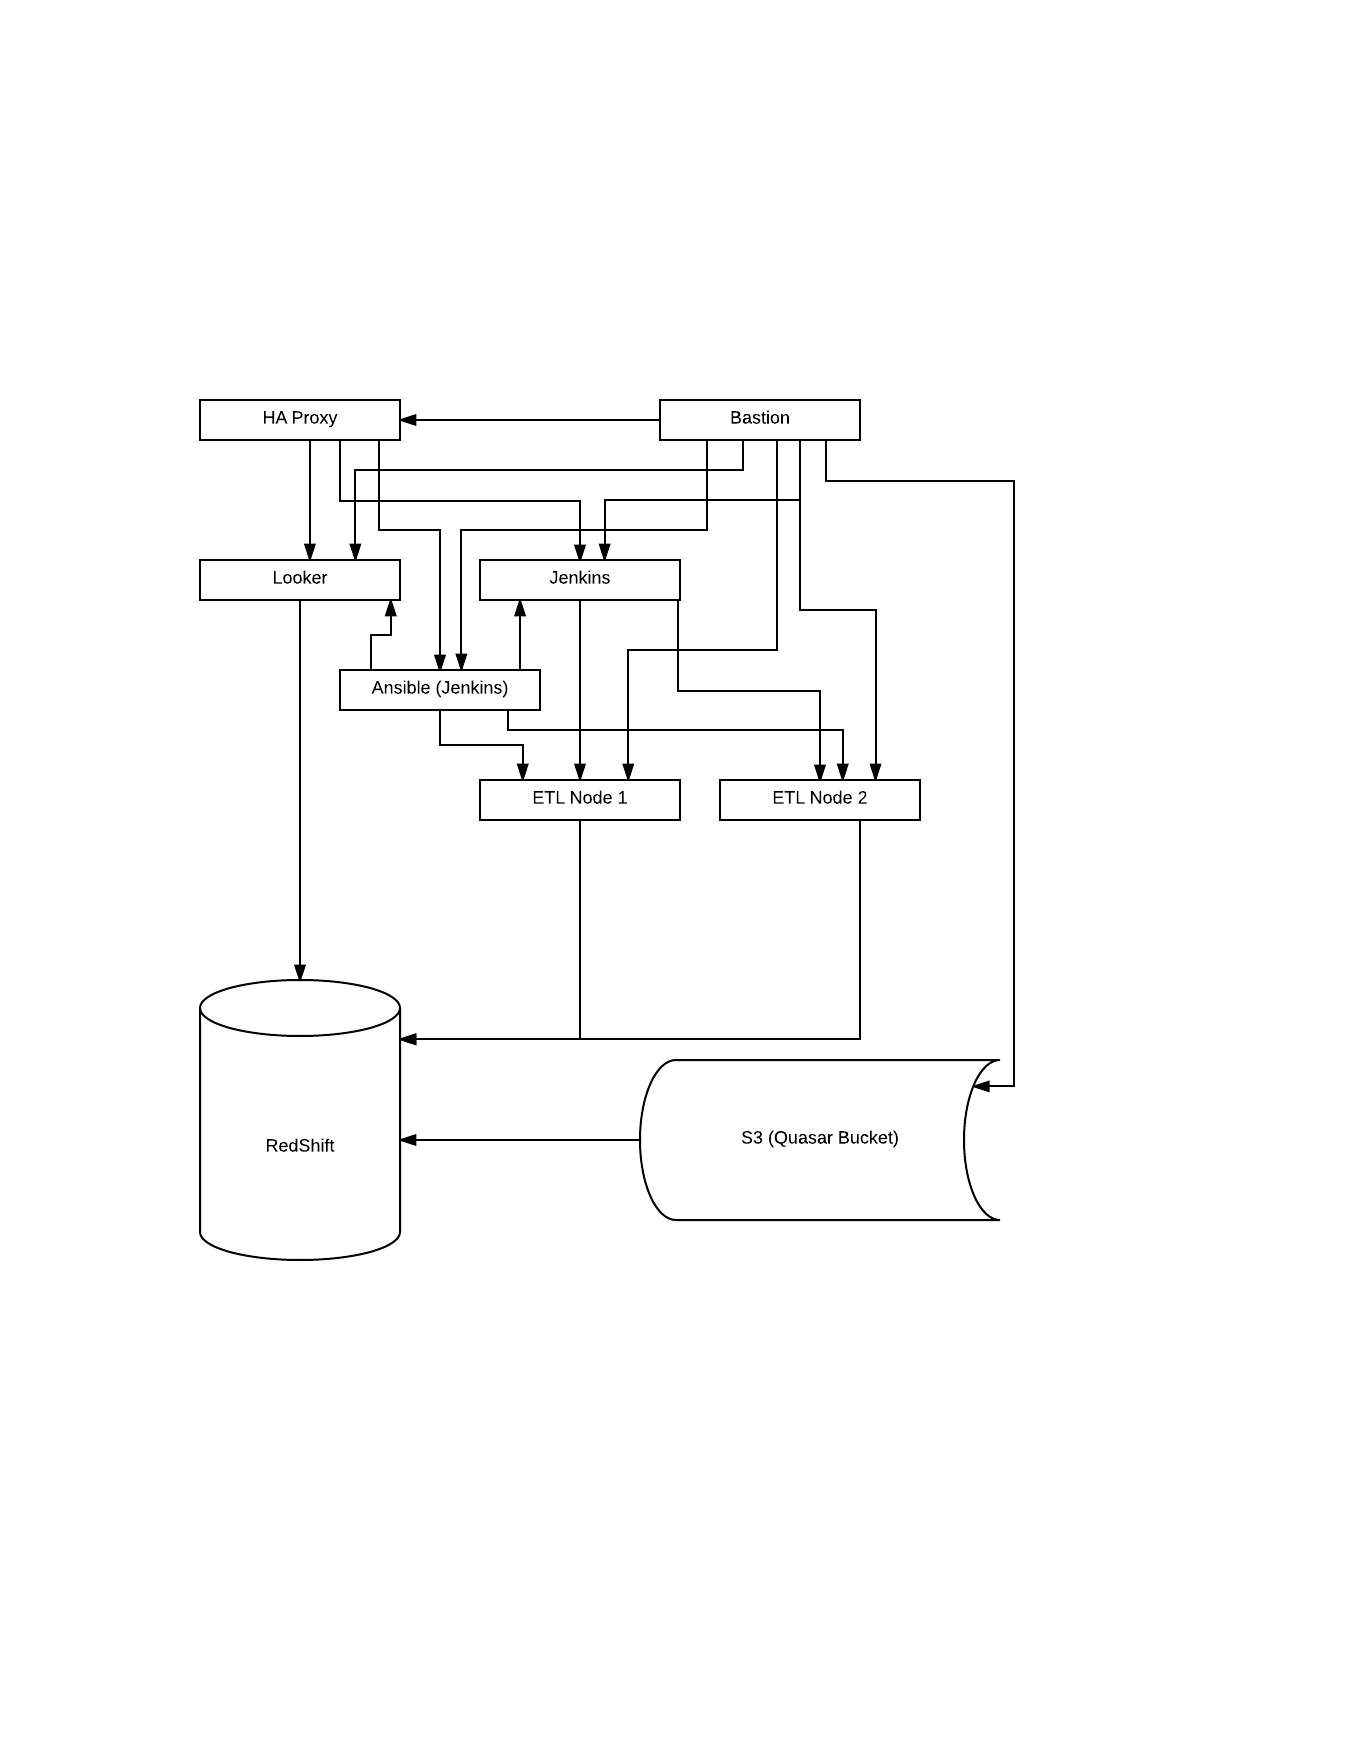 HA Proxy
Bastion
Looker
Jenkins
Ansible (Jenkins)
ETL Node 1
ETL Node 2
RedShift
S3 (Quasar Bucket)